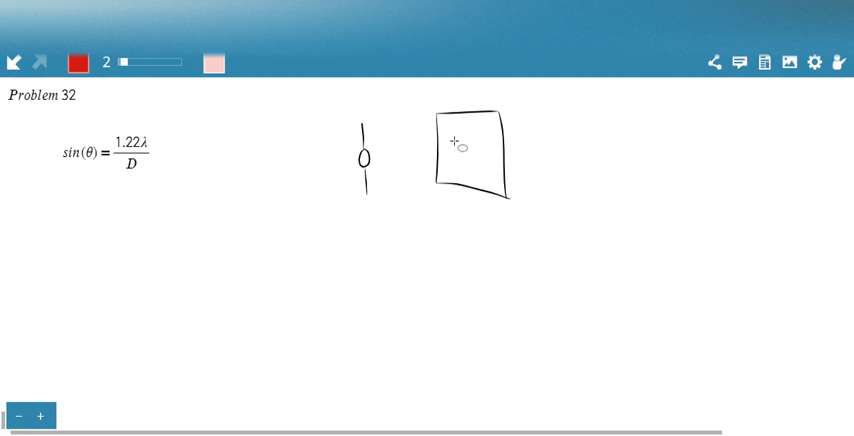 2
Problem 32
sin(θ) = 1.22λ / D
− +